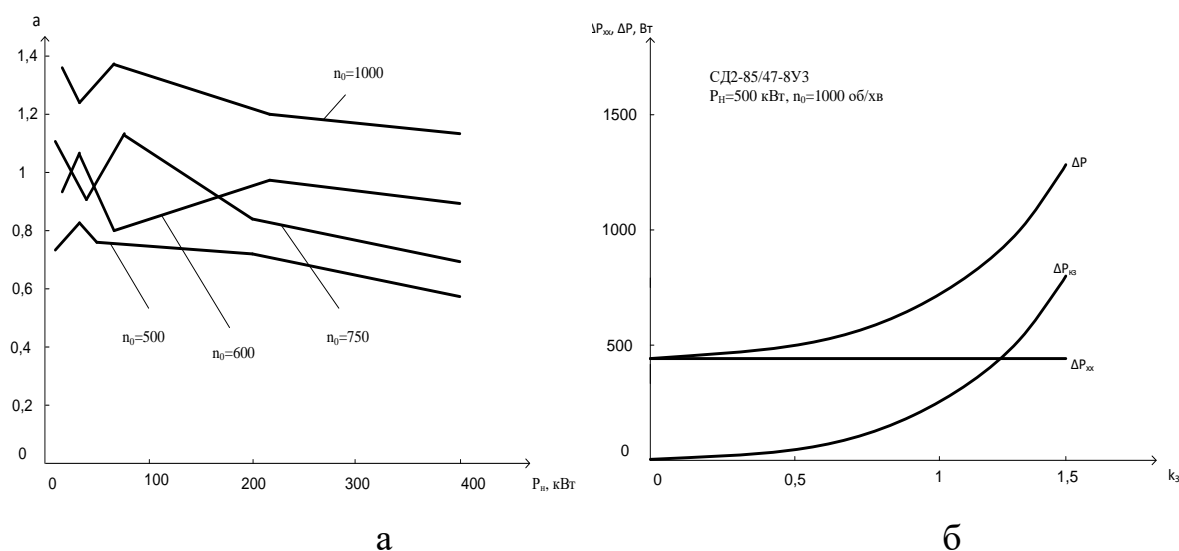 a
1,4
1,2
1
0,8
0,6
0,4
0,2
0
0
100
200
300
400
Pн, кВт
n0=1000
n0=500
n0=600
n0=750
а
ΔPхх, ΔP, Вт
СД2-85/47-8У3
PН=500 кВт, n0=1000 об/хв
1500
1000
500
0
0
0,5
1
1,5
kз
ΔP
ΔPкз
ΔPхх
б